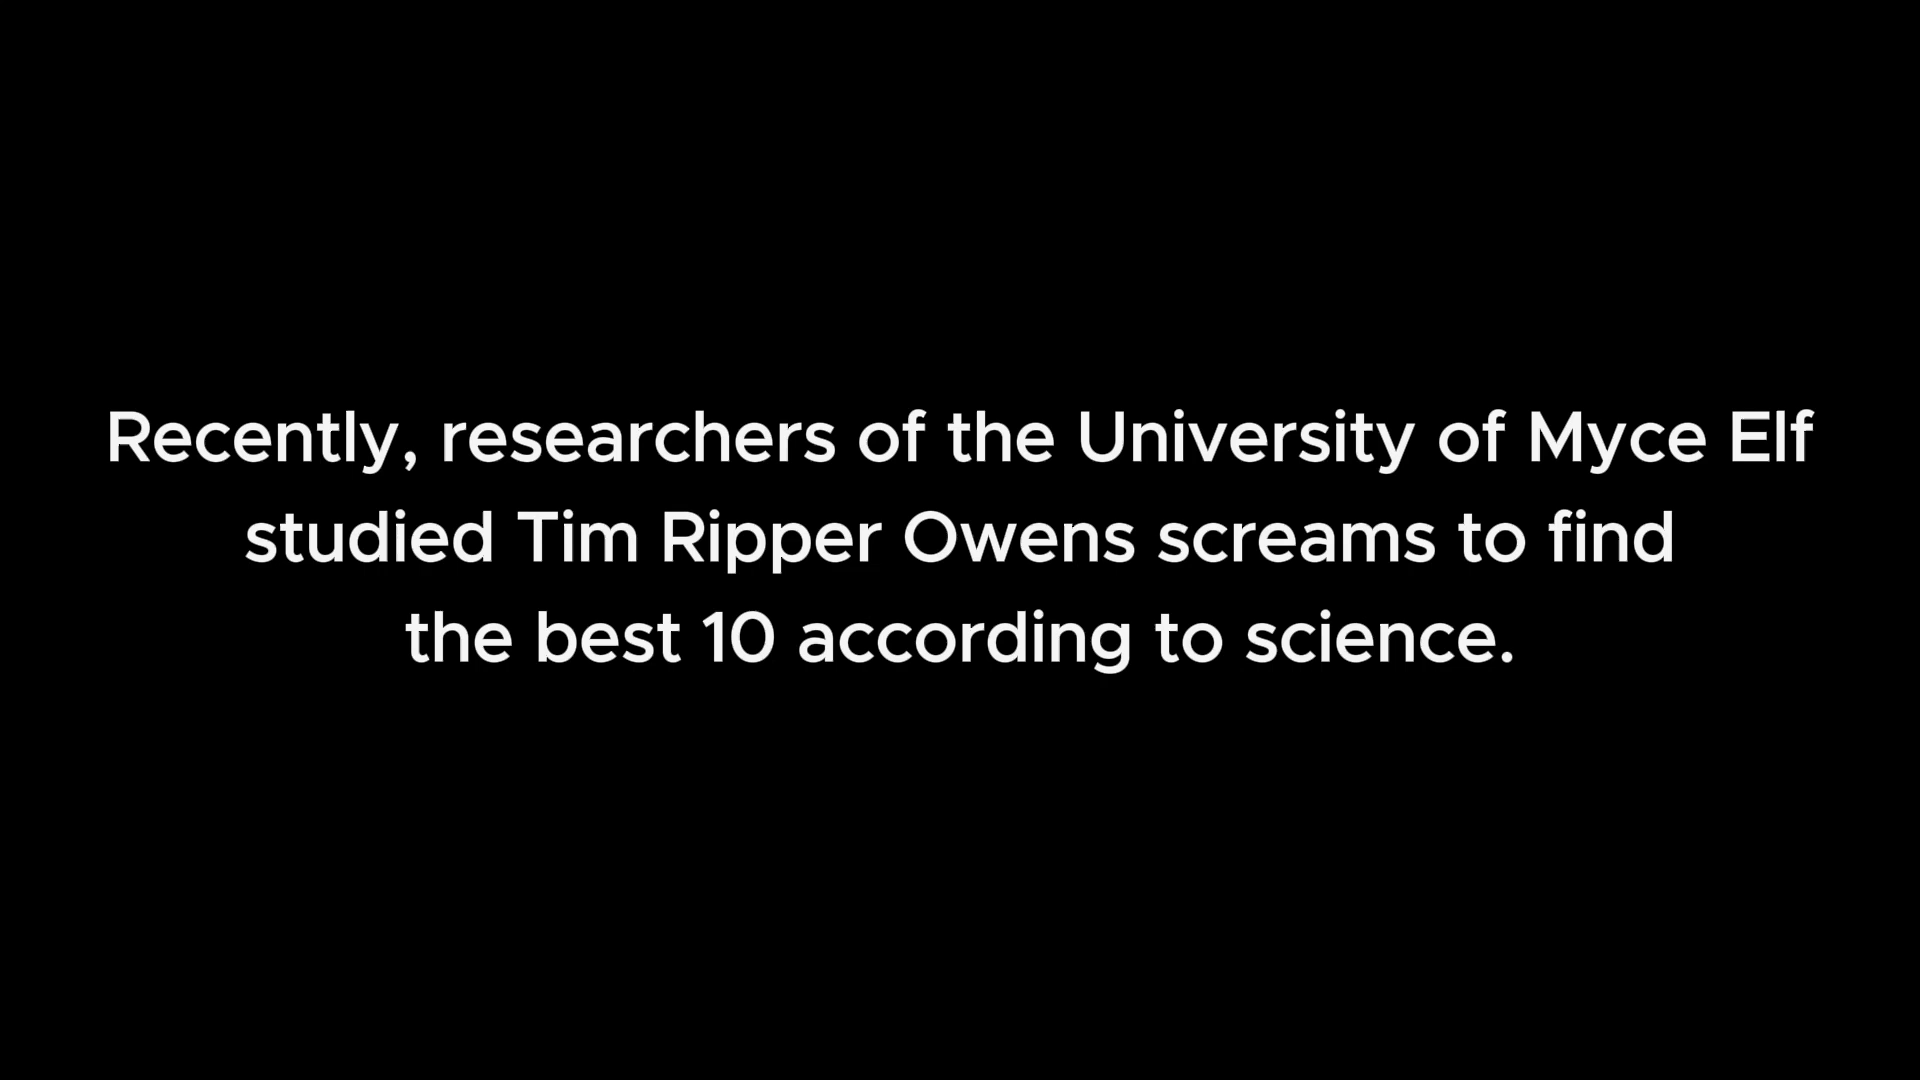 Recently, researchers of the University of Myce Elf
studied Tim Ripper Owens screams to find
the best 10 according to science.